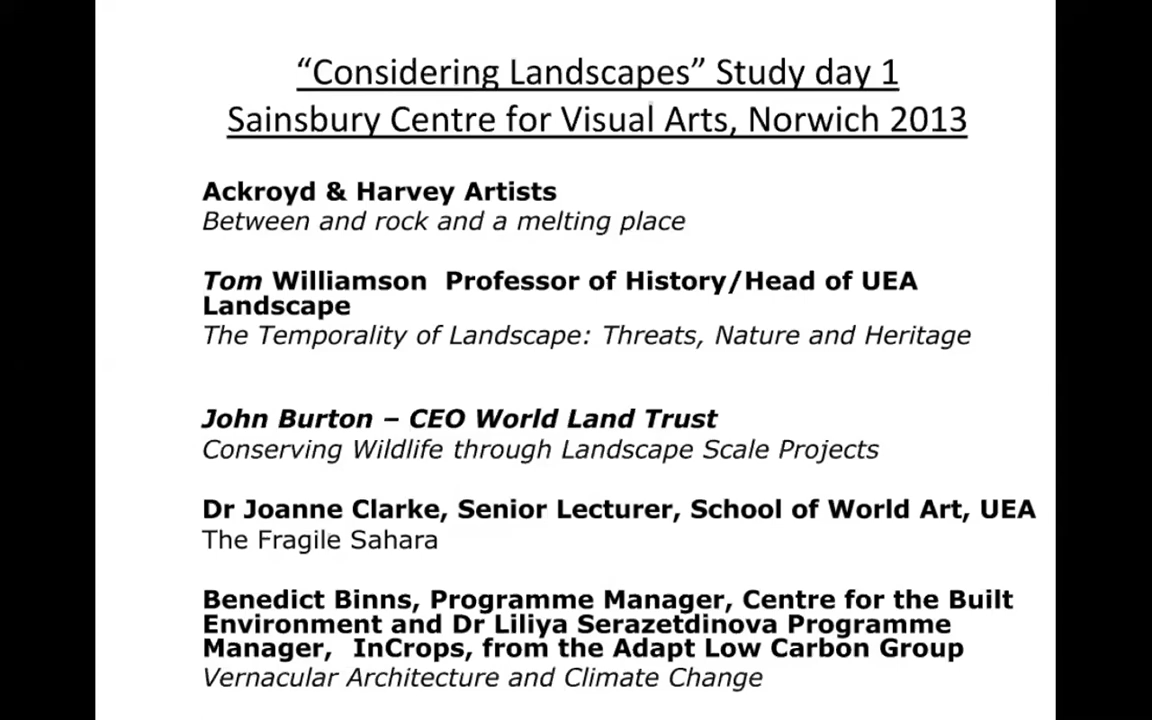 “Considering Landscapes” Study day 1
Sainsbury Centre for Visual Arts, Norwich 2013
Ackroyd & Harvey Artists
Between and rock and a melting place
Tom Williamson Professor of History/Head of UEA
Landscape
The Temporality of Landscape: Threats, Nature and Heritage
John Burton – CEO World Land Trust
Conserving Wildlife through Landscape Scale Projects
Dr Joanne Clarke, Senior Lecturer, School of World Art, UEA
The Fragile Sahara
Benedict Binns, Programme Manager, Centre for the Built
Environment and Dr Liliya Serazetdinova Programme
Manager, InCrops, from the Adapt Low Carbon Group
Vernacular Architecture and Climate Change